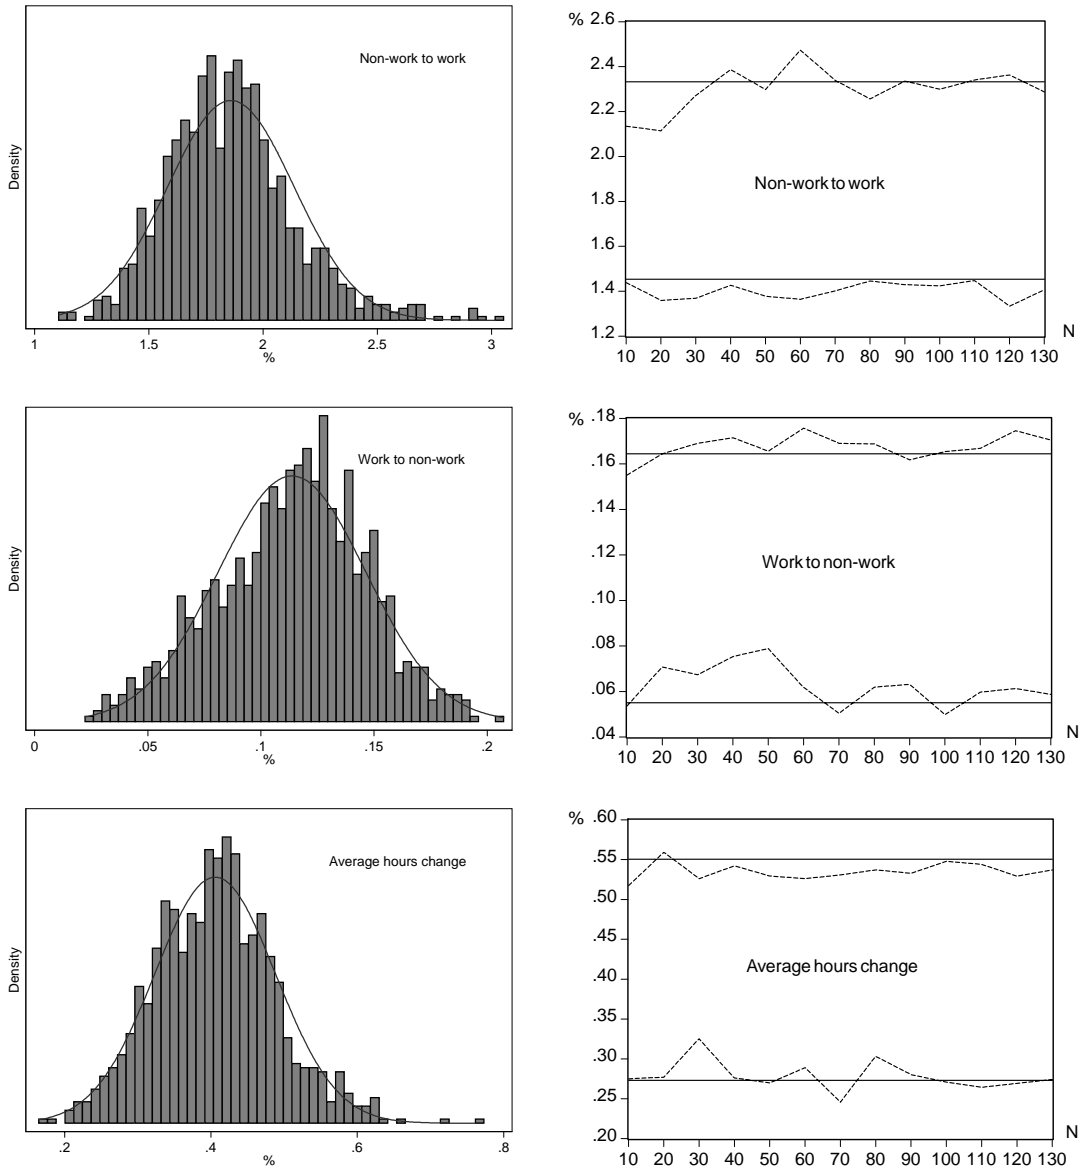 Non-work to work
Density
1 1.5 2 2.5 3
%
% 2.6
2.4
2.2
2.0
1.8
1.6
1.4
1.2
Non-work to work
10 20 30 40 50 60 70 80 90 100 110 120 130
N
Work to non-work
Density
0 .05 .1 .15 .2
%
% .18
.16
.14
.12
.10
.08
.06
.04
Work to non-work
10 20 30 40 50 60 70 80 90 100 110 120 130
N
Average hours change
Density
.2 .4 .6 .8
%
% .60
.55
.50
.45
.40
.35
.30
.25
.20
Average hours change
10 20 30 40 50 60 70 80 90 100 110 120 130
N